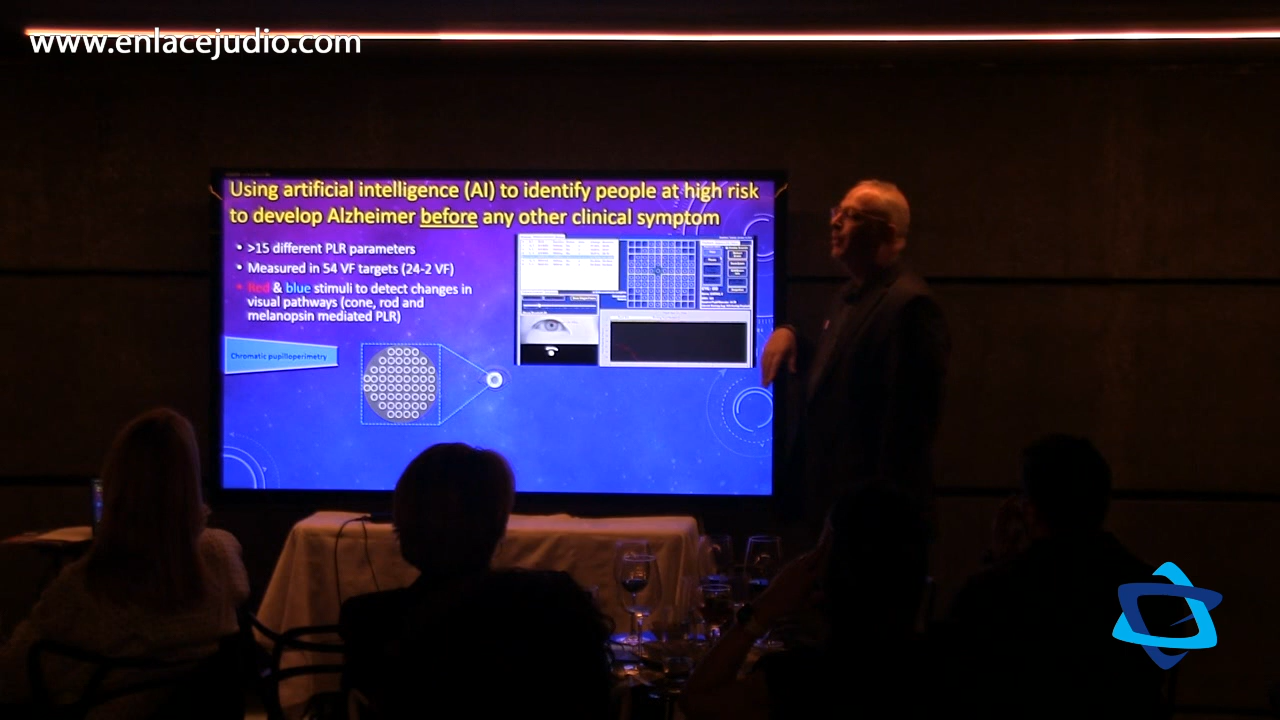 www.enlacejudio.com
Using artificial intelligence (AI) to identify people at high risk
to develop Alzheimer before any other clinical symptom
• >15 different PLR parameters
• Measured in 54 VF targets (24-2 VF)
• Red & blue stimuli to detect changes in
visual pathways (cone, rod and
melanopsin mediated PLR)
Chromatic pupilloperimetry